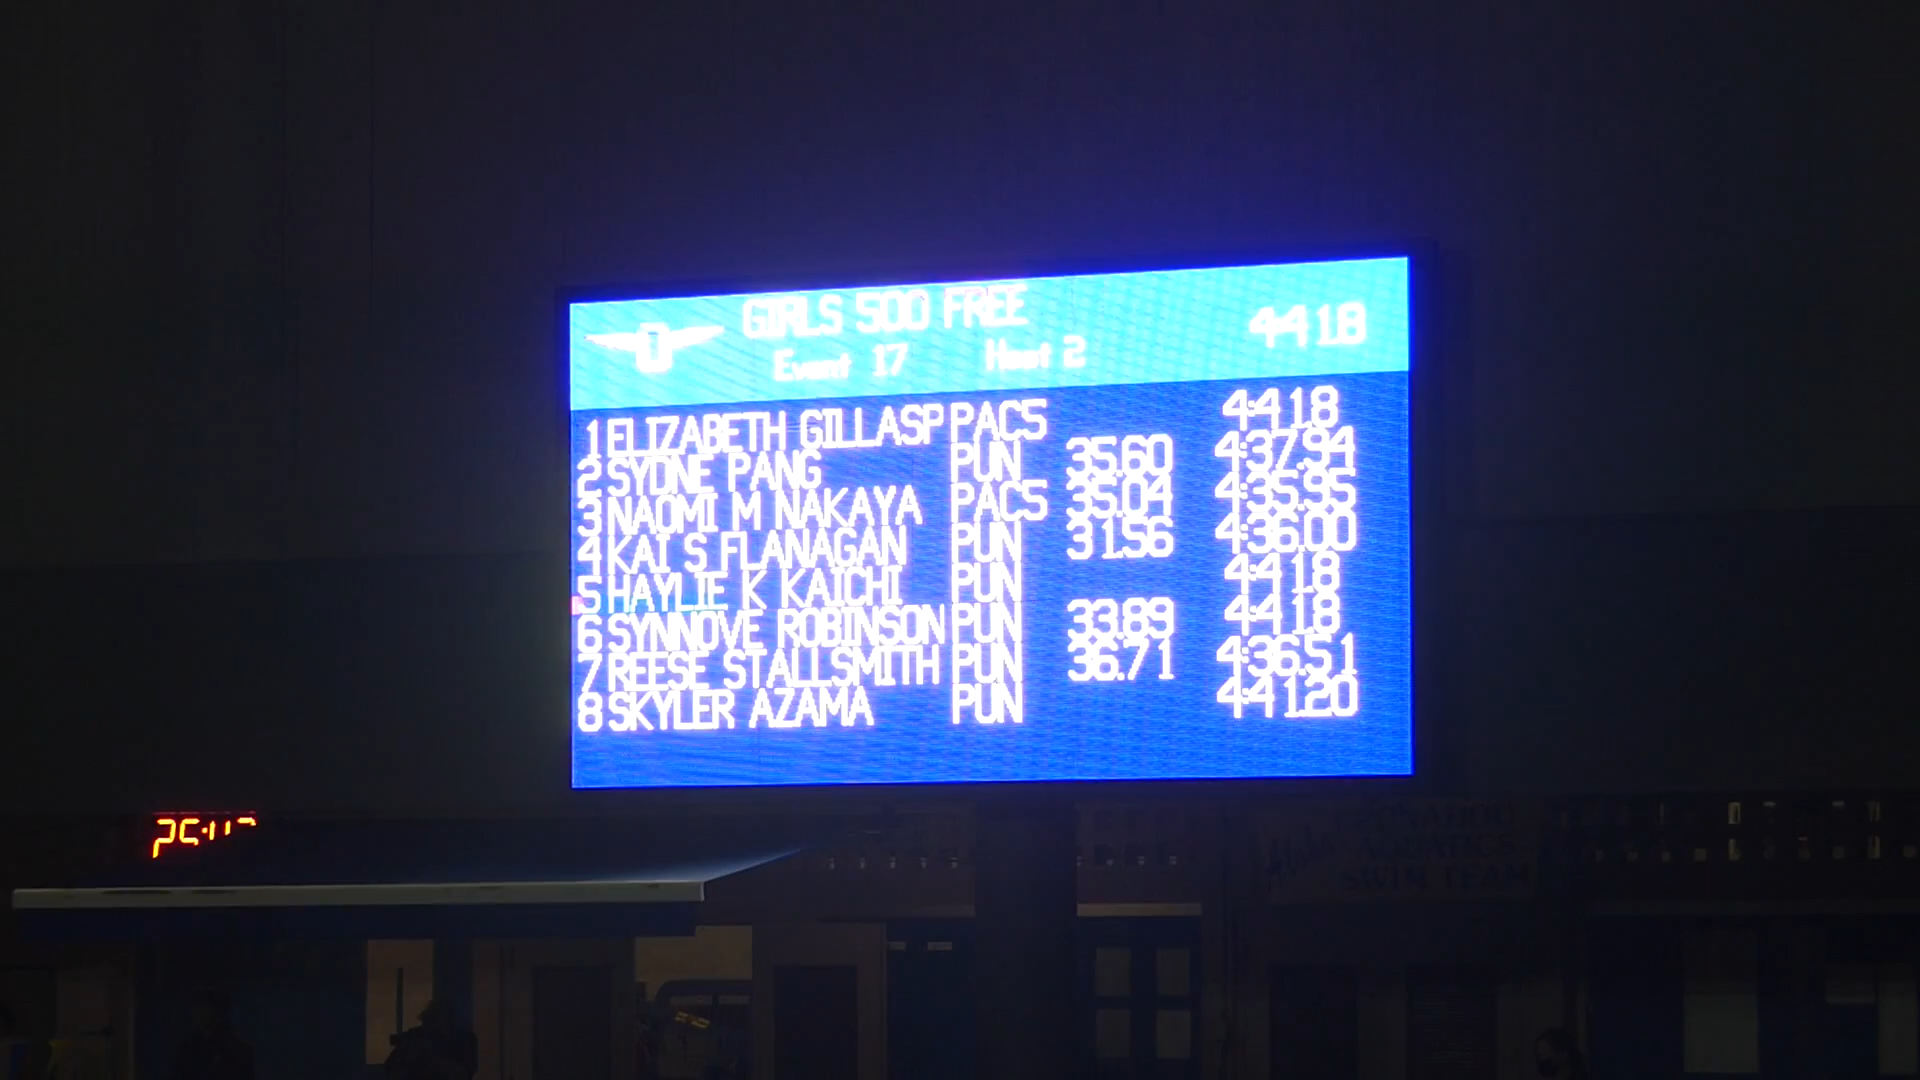 GIRLS 500 FREE
Event 17 Heat 2
4:41.8
1 ELIZABETH GILLASP PACS 4:41.8
2 SYDNE PANG PUN 35.60 4:37.94
3 NAOMI M NAKAYA PACS 35.04 4:35.95
4 KAI S FLANAGAN PUN 31.56 4:36.00
5 HAYLIE K KAICHI PUN 4:41.8
6 SYNNOVE ROBINSON PUN 33.89 4:41.8
7 REESE STALLSMITH PUN 36.71 4:36.51
8 SKYLER AZAMA PUN 4:41.20
AQUATICS
SWIM TEAM